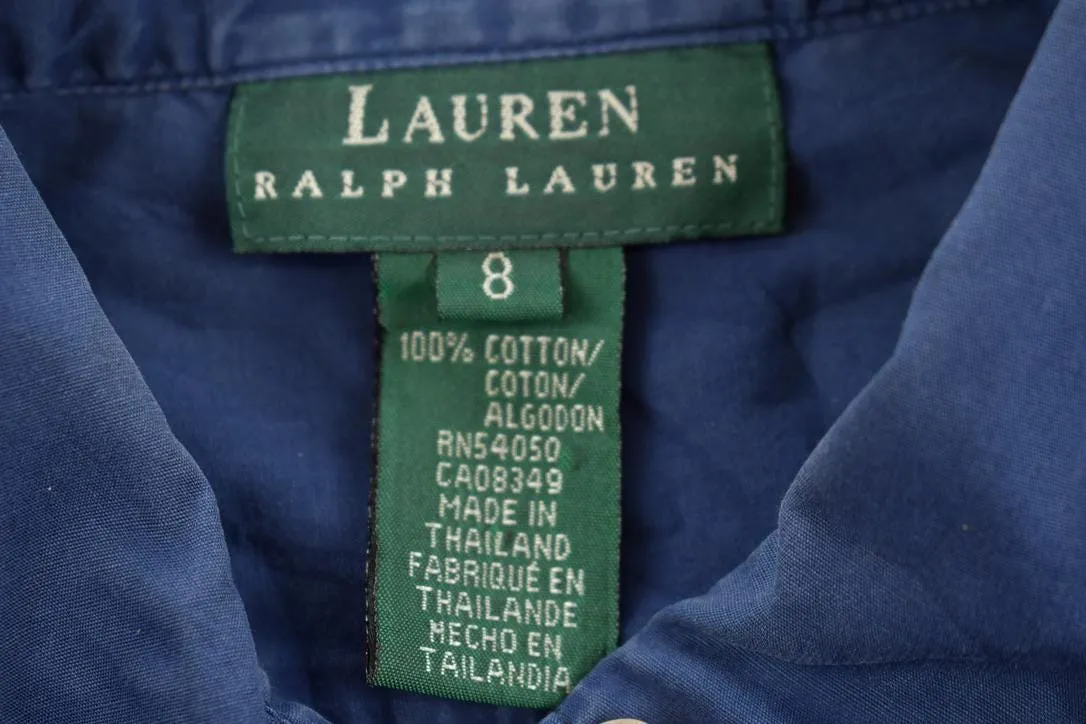 LAUREN
RALPH LAUREN
8
100% COTTON/
COTON/
ALGODON
RN54050
CA08349
MADE IN
THAILAND
FABRIQUÉ EN
THAILANDE
HECHO EN
TAILANDIA